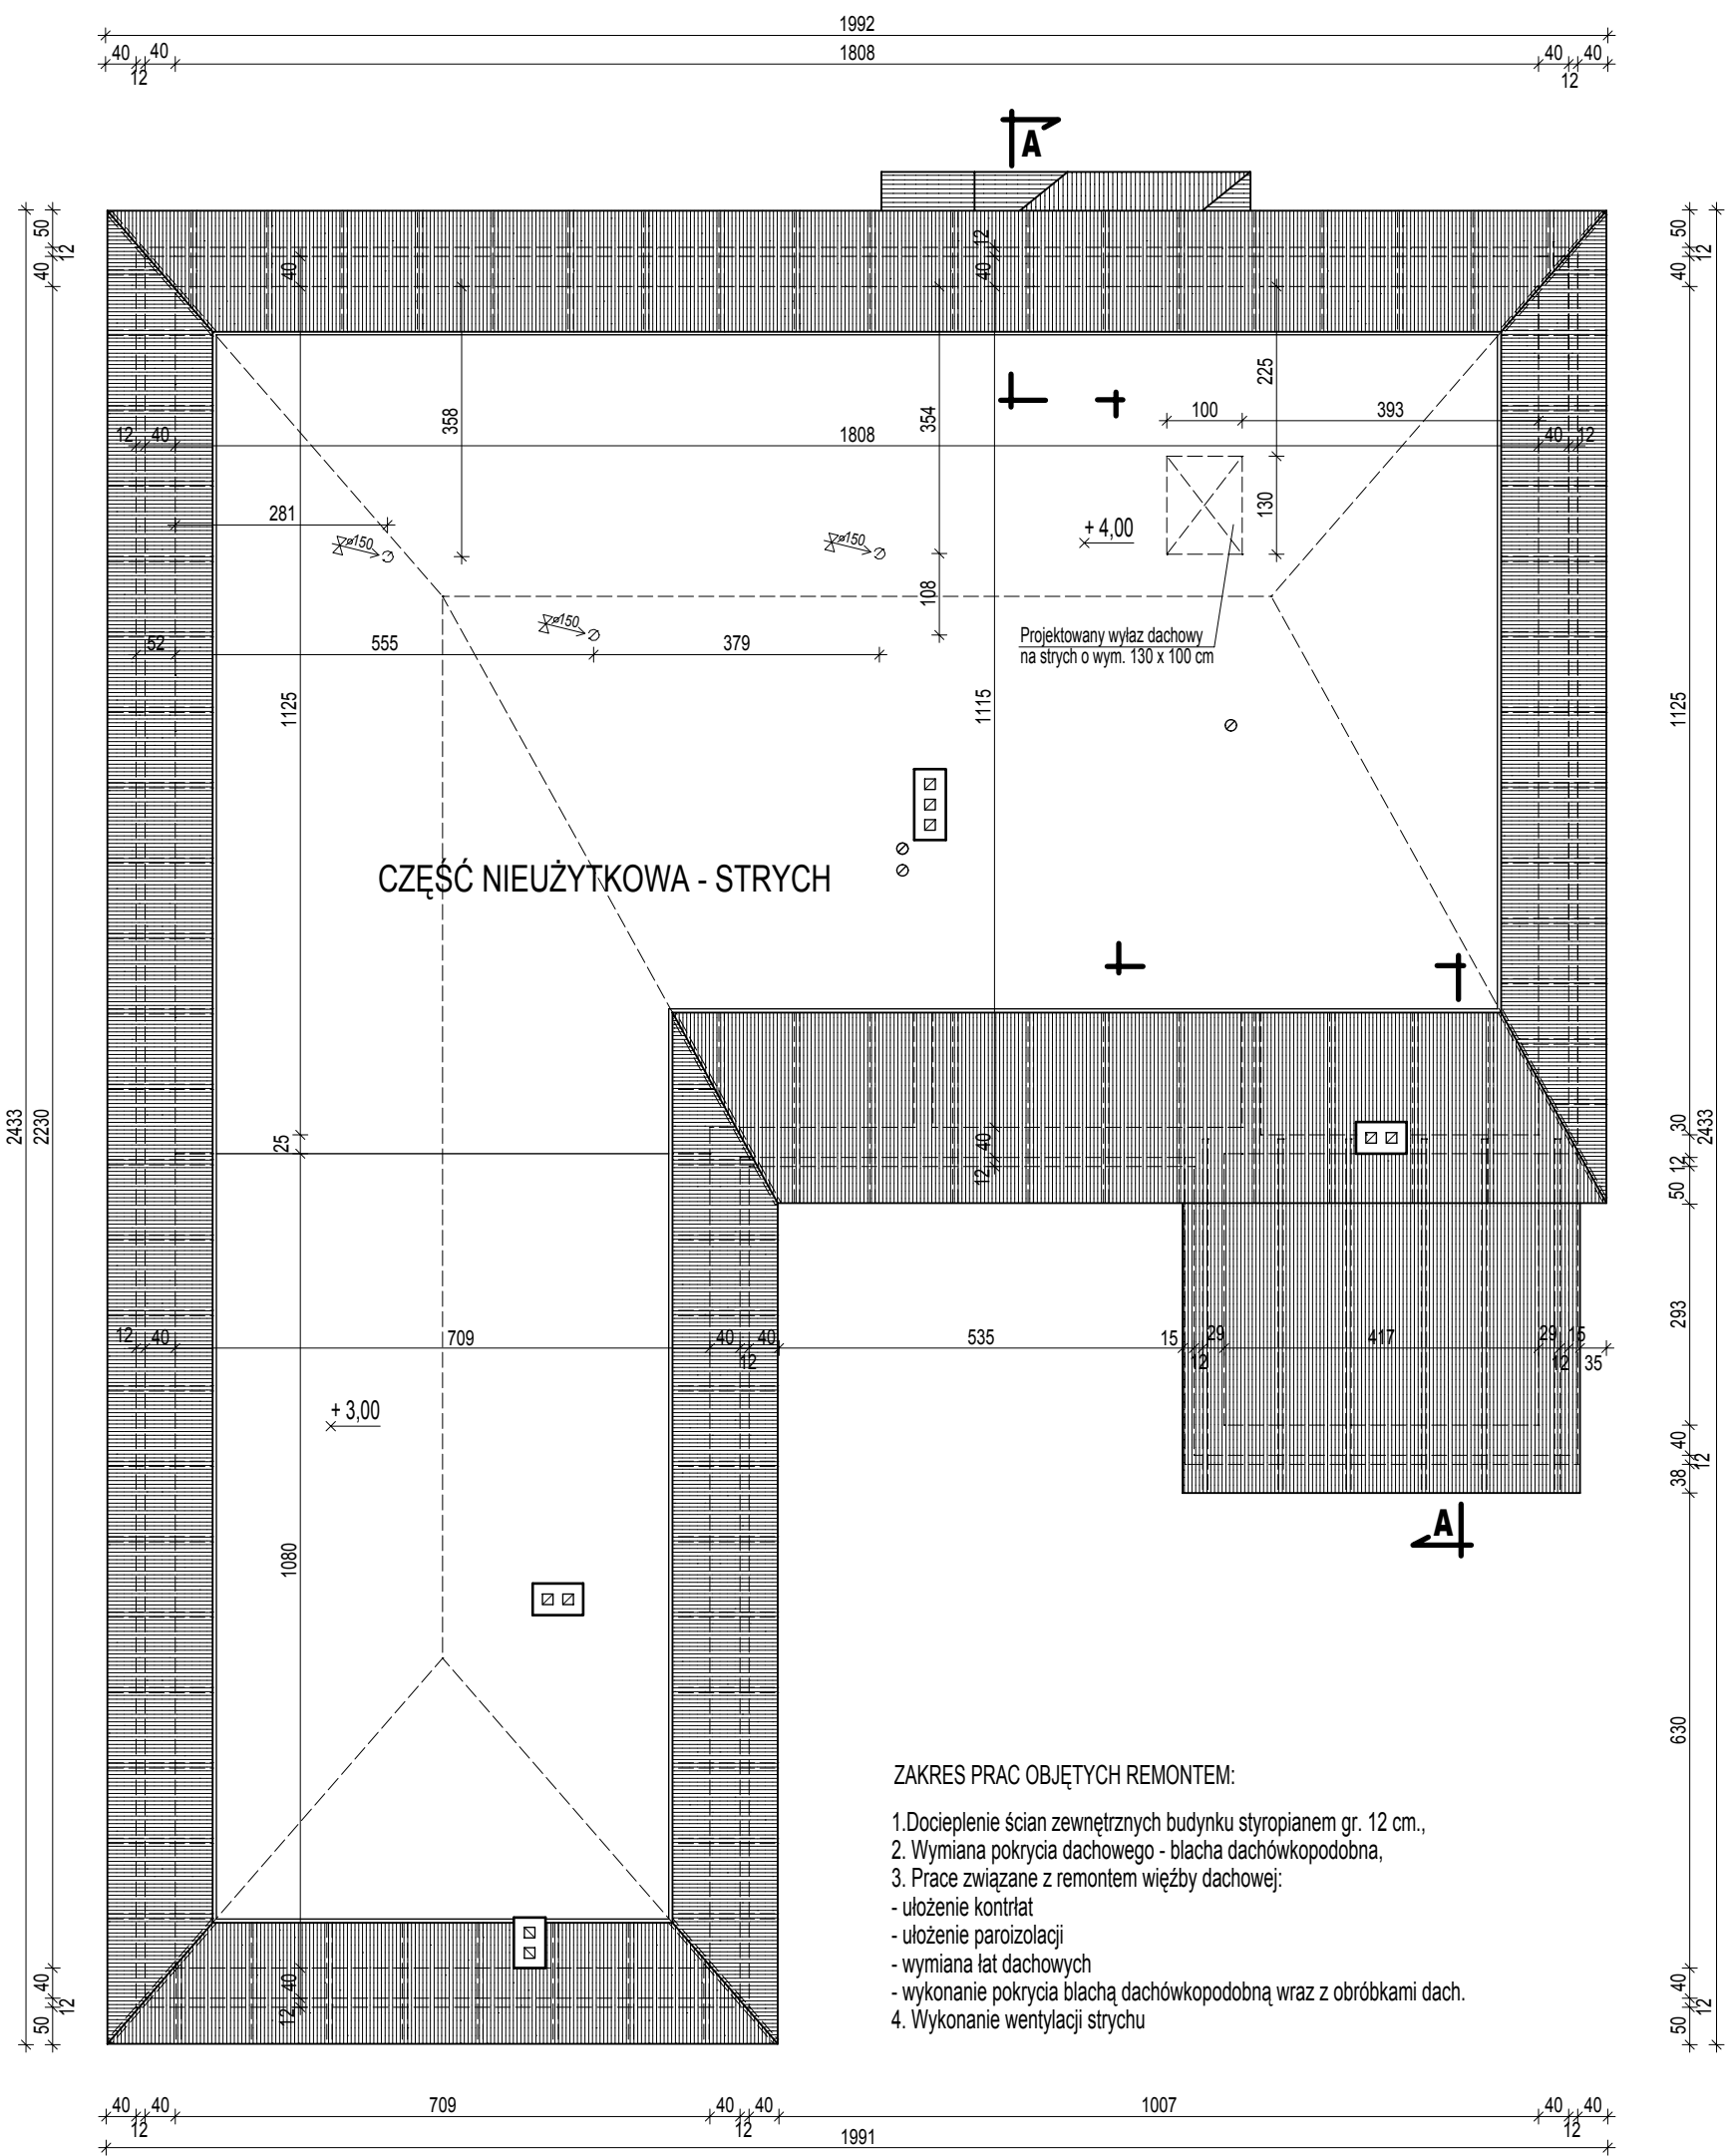 1992
40 40 1808 40 40
12 12
A
50 12 40
50 12 40
12
40 40
358 354 225
100 393
12 40 1808 40 12
281
130
ø150 ø150
+ 4,00
108
ø150
Projektowany wyłaz dachowy
na strych o wym. 130 x 100 cm
52 555 379
1125 1115 1125
CZĘŚĆ NIEUŻYTKOWA - STRYCH
2433 2230 25
40 12
30 12 50
2433
293
12 40 709 40 12 40 535 15 12 29 417 29 12 15 35
+ 3,00
40 12 38
A
1080
630
ZAKRES PRAC OBJĘTYCH REMONTEM:
1.Docieplenie ścian zewnętrznych budynku styropianem gr. 12 cm.,
2. Wymiana pokrycia dachowego - blacha dachówkopodobna,
3. Prace związane z remontem więźby dachowej:
- ułożenie kontrłat
- ułożenie paroizolacji
- wymiana łat dachowych
- wykonanie pokrycia blachą dachówkopodobną wraz z obróbkami dach.
4. Wykonanie wentylacji strychu
40 12 50
40 12
40 12 50
40 40 709 40 40 1007 40 40
12 12 12
1991